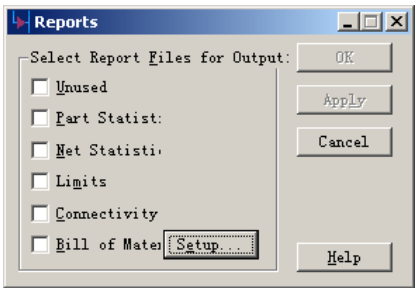 Reports
Select Report Files for Output:
OK
Unused
Apply
Part Statist:
Net Statisti
Cancel
Limits
Connectivity
Bill of Mater
Setup...
Help